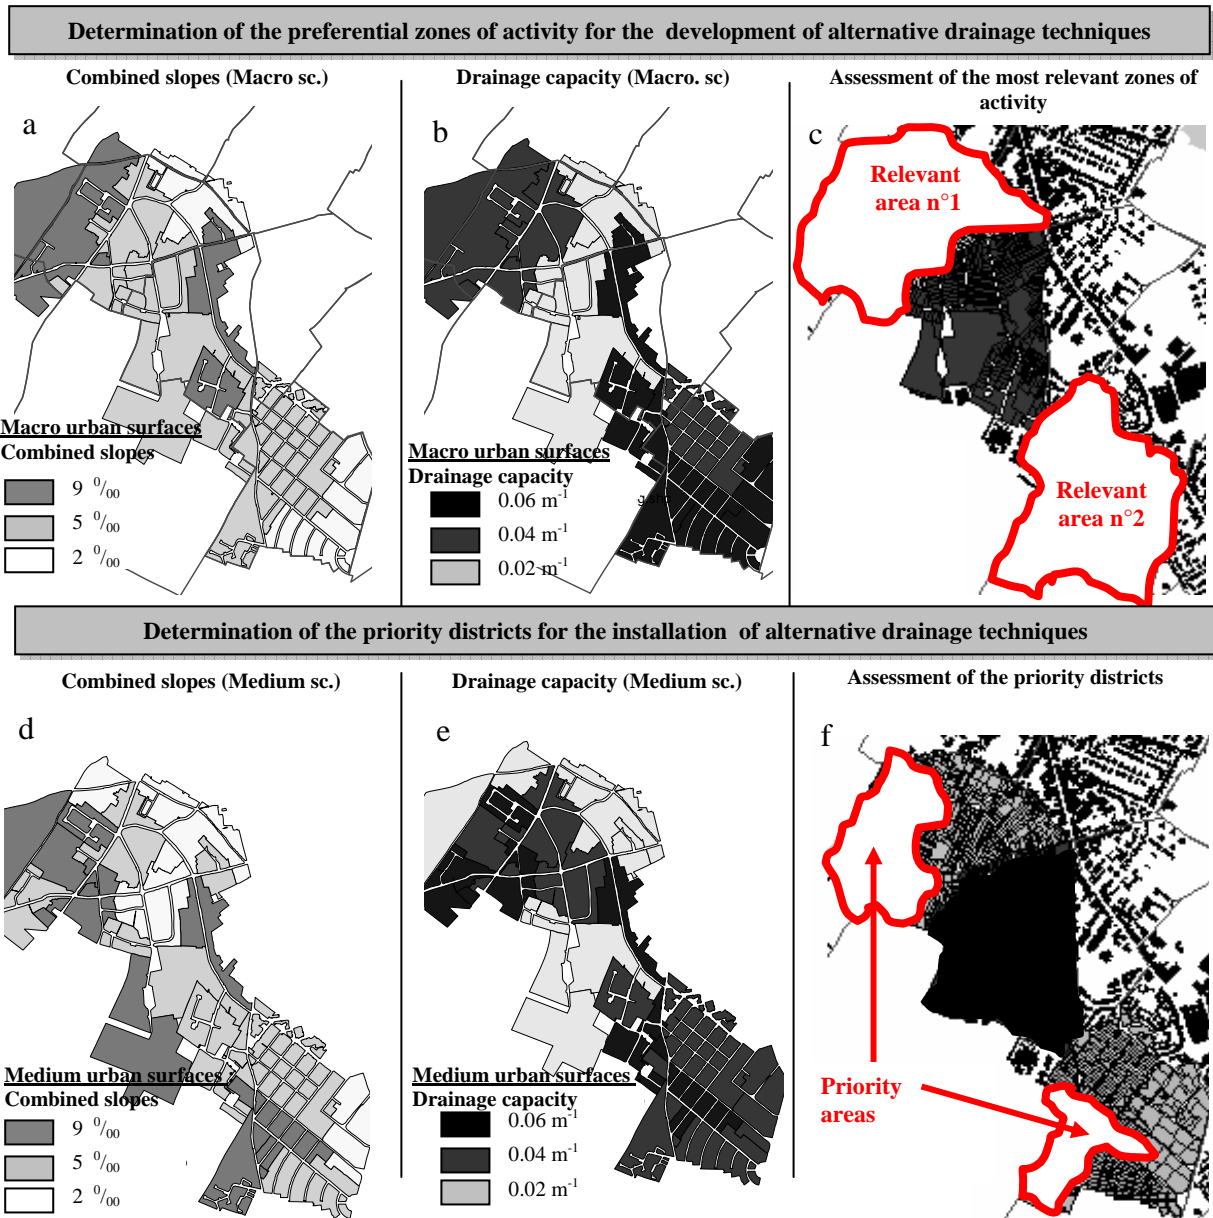 Determination of the preferential zones of activity for the development of alternative drainage techniques
Combined slopes (Macro sc.)
Drainage capacity (Macro. sc)
Assessment of the most relevant zones of
activity
a
b
c
Relevant
area n°1
Relevant
area n°2
Macro urban surfaces
Combined slopes
9 ⁰/₀₀
5 ⁰/₀₀
2 ⁰/₀₀
Macro urban surfaces
Drainage capacity
0.06 m⁻¹
0.04 m⁻¹
0.02 m⁻¹
Determination of the priority districts for the installation of alternative drainage techniques
Combined slopes (Medium sc.)
Drainage capacity (Medium sc.)
Assessment of the priority districts
d
e
f
Medium urban surfaces :
Combined slopes
9 ⁰/₀₀
5 ⁰/₀₀
2 ⁰/₀₀
Medium urban surfaces
Drainage capacity
0.06 m⁻¹
0.04 m⁻¹
0.02 m⁻¹
Priority
areas